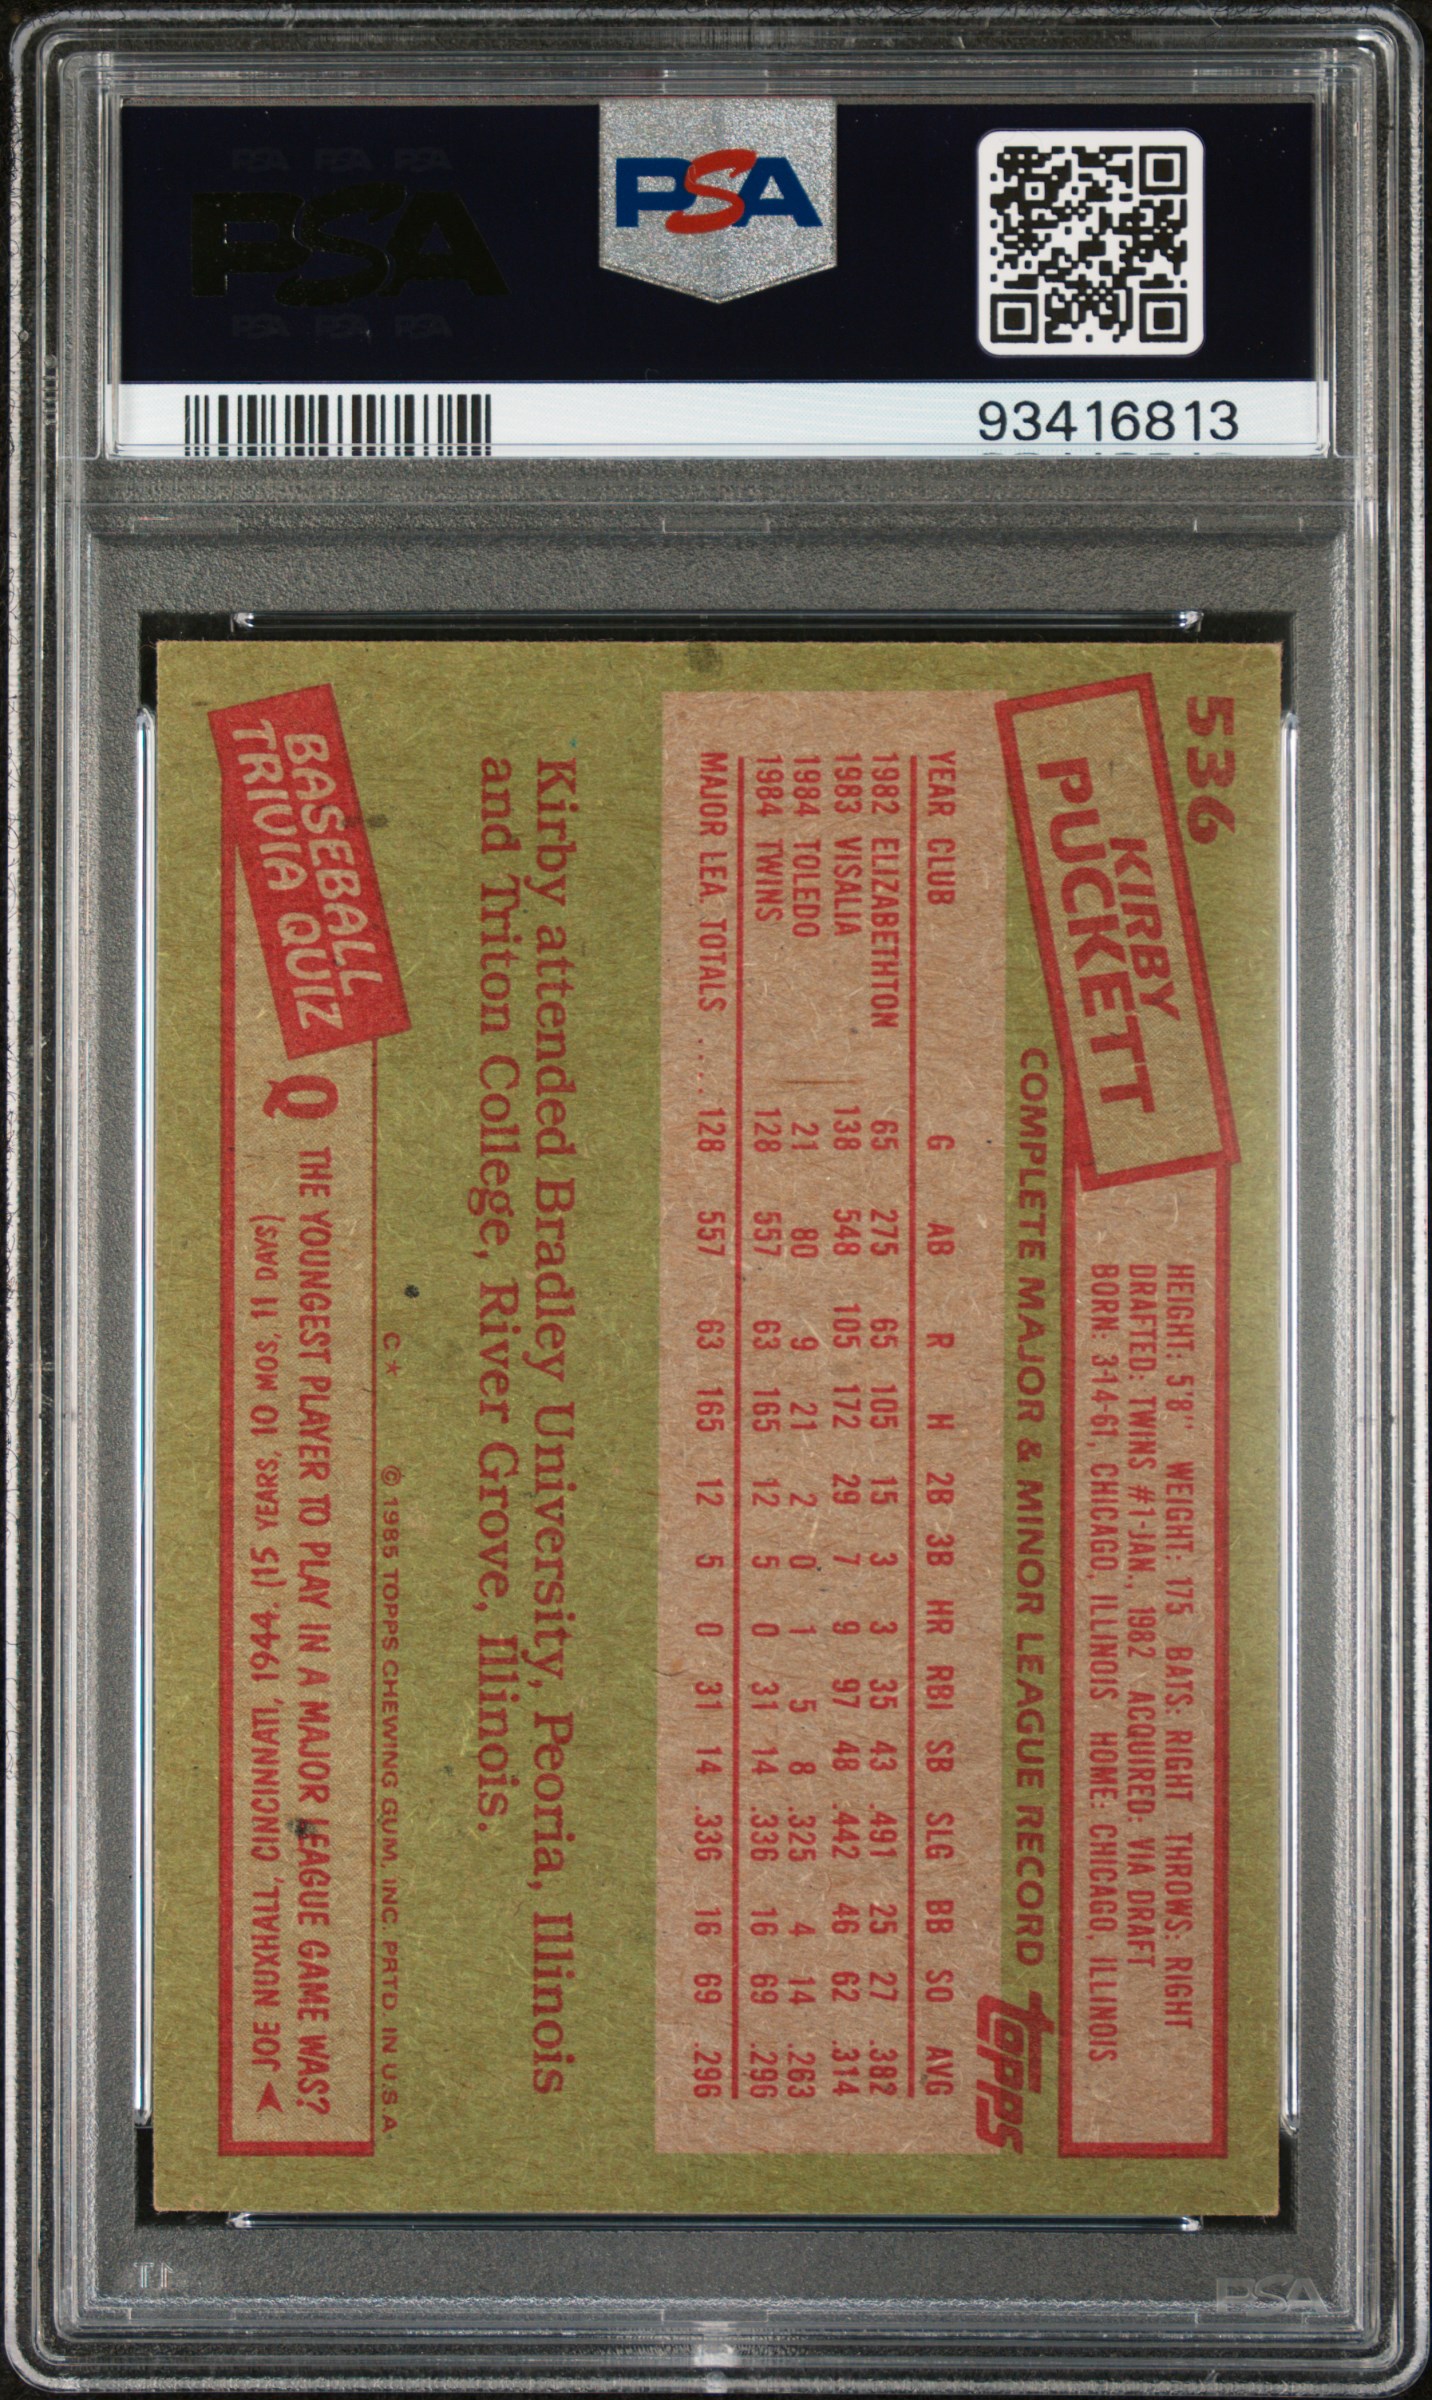 PSA
PSA
PSA PSA PSA
PSA PSA PSA
93416813
536
KIRBY
PUCKETT
HEIGHT: 5'8" WEIGHT: 175 BATS: RIGHT THROWS: RIGHT
DRAFTED: TWINS #1-JAN., 1982 ACQUIRED: VIA DRAFT
BORN: 3-14-61, CHICAGO, ILLINOIS HOME: CHICAGO, ILLINOIS
COMPLETE MAJOR & MINOR LEAGUE RECORD
Topps
YEAR CLUB G AB R H 2B 3B HR RBI SB SLG BB SO AVG
1982 ELIZABETHTON 65 275 65 105 15 3 3 35 43 .491 25 27 .382
1983 VISALIA 138 548 105 172 29 7 9 97 48 .442 46 62 .314
1984 TOLEDO 21 80 9 21 2 0 1 5 8 .325 4 14 .263
1984 TWINS 128 557 63 165 12 5 0 31 14 .336 16 69 .296
MAJOR LEA. TOTALS .... 128 557 63 165 12 5 0 31 14 .336 16 69 .296
Kirby attended Bradley University, Peoria, Illinois
and Triton College, River Grove, Illinois.
C* © 1985 TOPPS CHEWING GUM, INC. PRTD. IN U.S.A.
BASEBALL
TRIVIA QUIZ
Q THE YOUNGEST PLAYER TO PLAY IN A MAJOR LEAGUE GAME WAS?
JOE NUXHALL, CINCINNATI, 1944. (15 YEARS, 10 MOS, 11 DAYS)
PSA